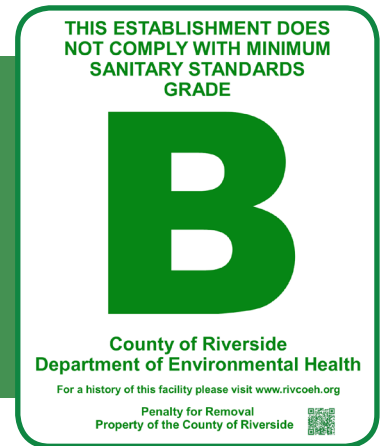 THIS ESTABLISHMENT DOES
NOT COMPLY WITH MINIMUM
SANITARY STANDARDS
GRADE
B
County of Riverside
Department of Environmental Health
For a history of this facility please visit www.rivcoeh.org
Penalty for Removal
Property of the County of Riverside